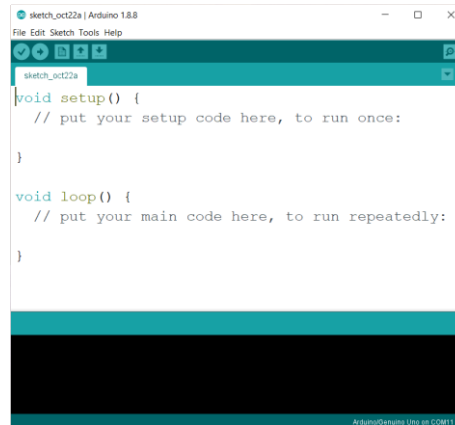 sketch_oct22a | Arduino 1.8.8
File Edit Sketch Tools Help
sketch_oct22a
void setup() {
// put your setup code here, to run once:
}
void loop() {
// put your main code here, to run repeatedly:
}
Arduino/Genuino Uno on COM11